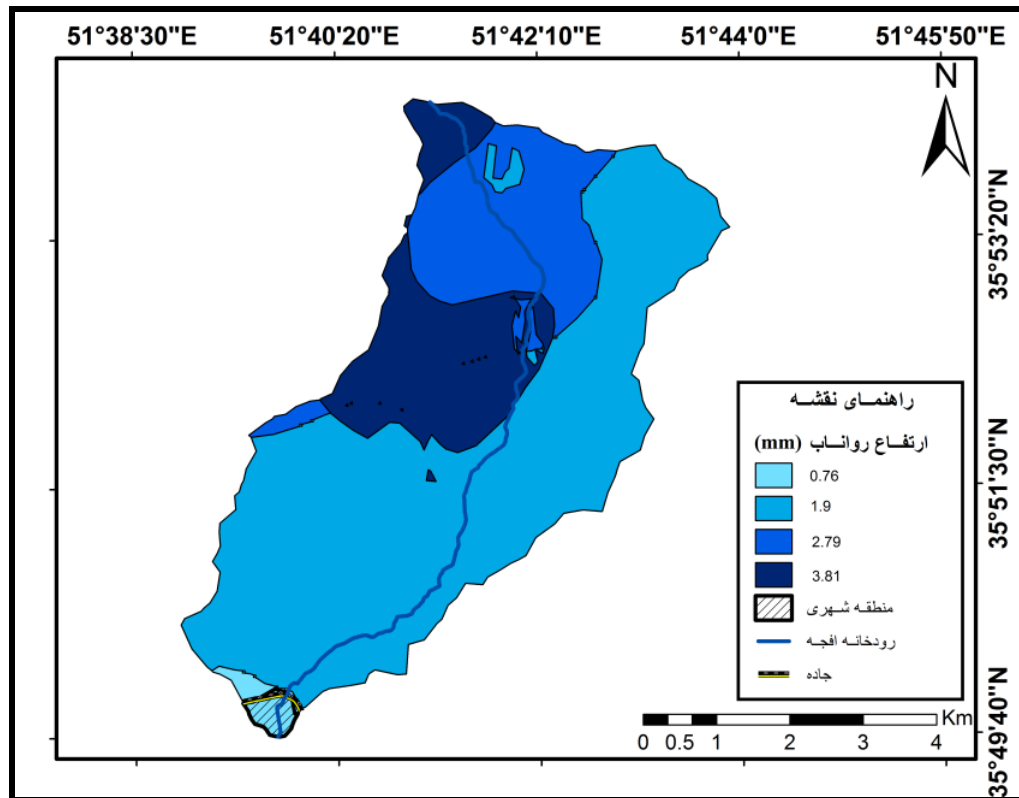 51°38'30"E 51°40'20"E 51°42'10"E 51°44'0"E 51°45'50"E
N
35°53'20"N
راهنمای نقشه
ارتفاع رواناب (mm)
0.76
1.9
2.79
3.81
منطقه شهری
رودخانه افجه
جاده
35°51'30"N
35°49'40"N
Km
0 0.5 1 2 3 4